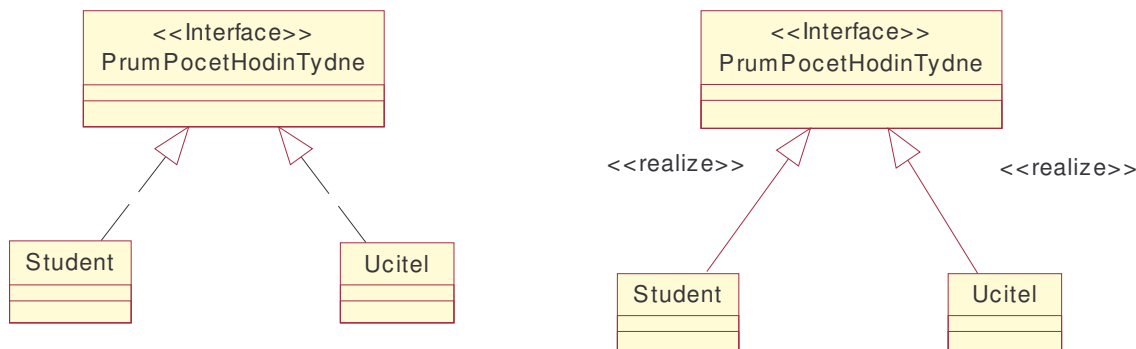 <<Interface>>
PrumPocetHodinTydne
Student
Ucitel
<<Interface>>
PrumPocetHodinTydne
<<realize>>
<<realize>>
Student
Ucitel